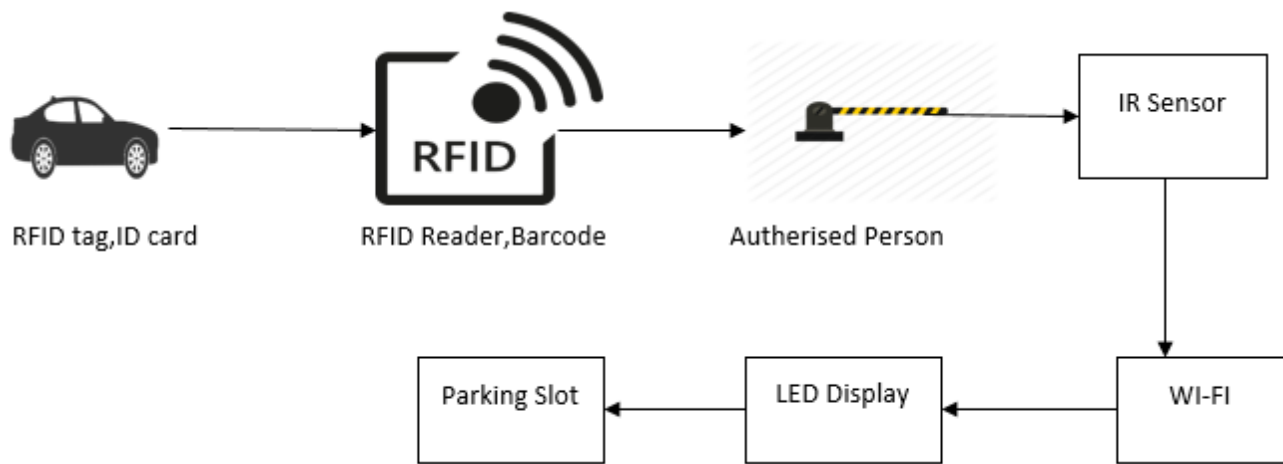 RFID
RFID tag,ID card
RFID Reader,Barcode
Autherised Person
IR Sensor
WI-FI
LED Display
Parking Slot